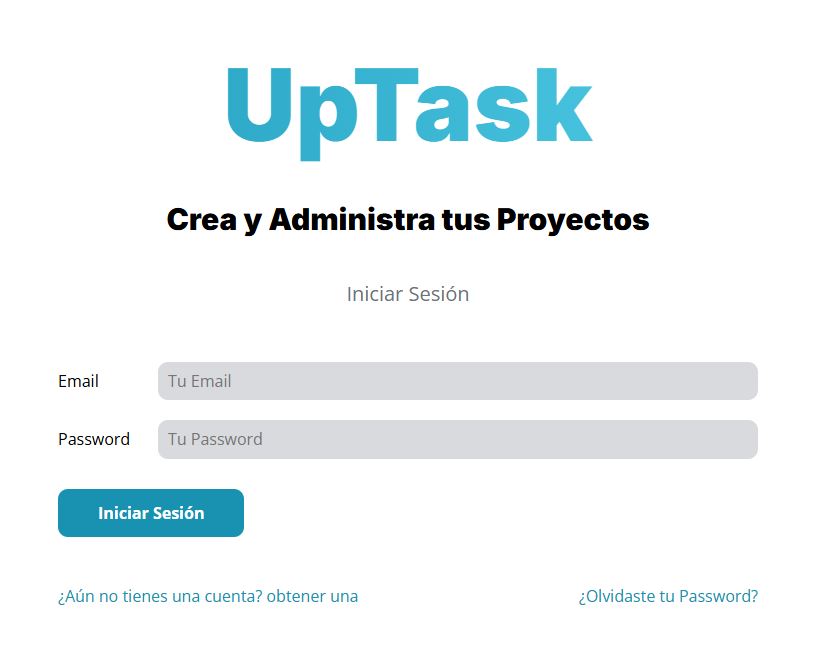 UpTask
Crea y Administra tus Proyectos
Iniciar Sesión
Email Tu Email
Password Tu Password
Iniciar Sesión
¿Aún no tienes una cuenta? obtener una ¿Olvidaste tu Password?